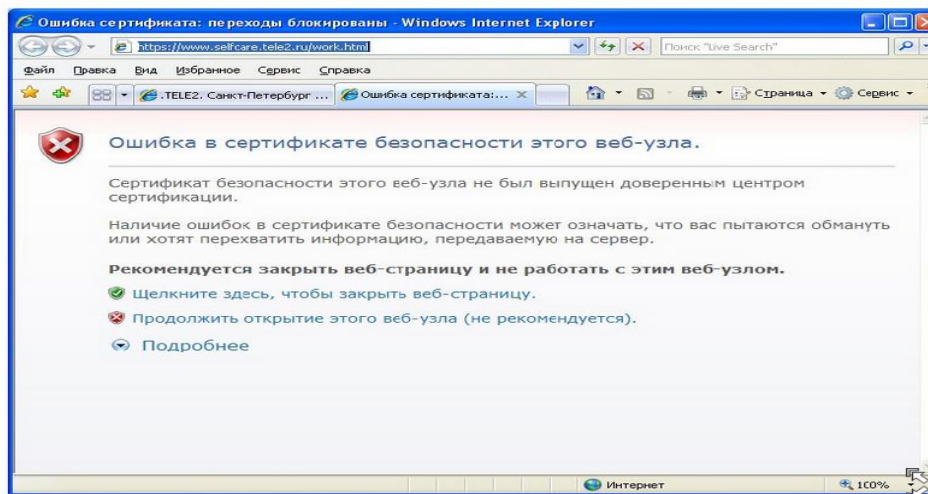 Ошибка сертификата: переходы блокированы - Windows Internet Explorer
https://www.selfcare.tele2.ru/work.html
Поиск "Live Search"
Файл Правка Вид Избранное Сервис Справка
.TELE2. Санкт-Петербург ... Ошибка сертификата:... Страница Сервис
Ошибка в сертификате безопасности этого веб-узла.
Сертификат безопасности этого веб-узла не был выпущен доверенным центром
сертификации.
Наличие ошибок в сертификате безопасности может означать, что вас пытаются обмануть
или хотят перехватить информацию, передаваемую на сервер.
Рекомендуется закрыть веб-страницу и не работать с этим веб-узлом.
Щелкните здесь, чтобы закрыть веб-страницу.
Продолжить открытие этого веб-узла (не рекомендуется).
Подробнее
Интернет 100%